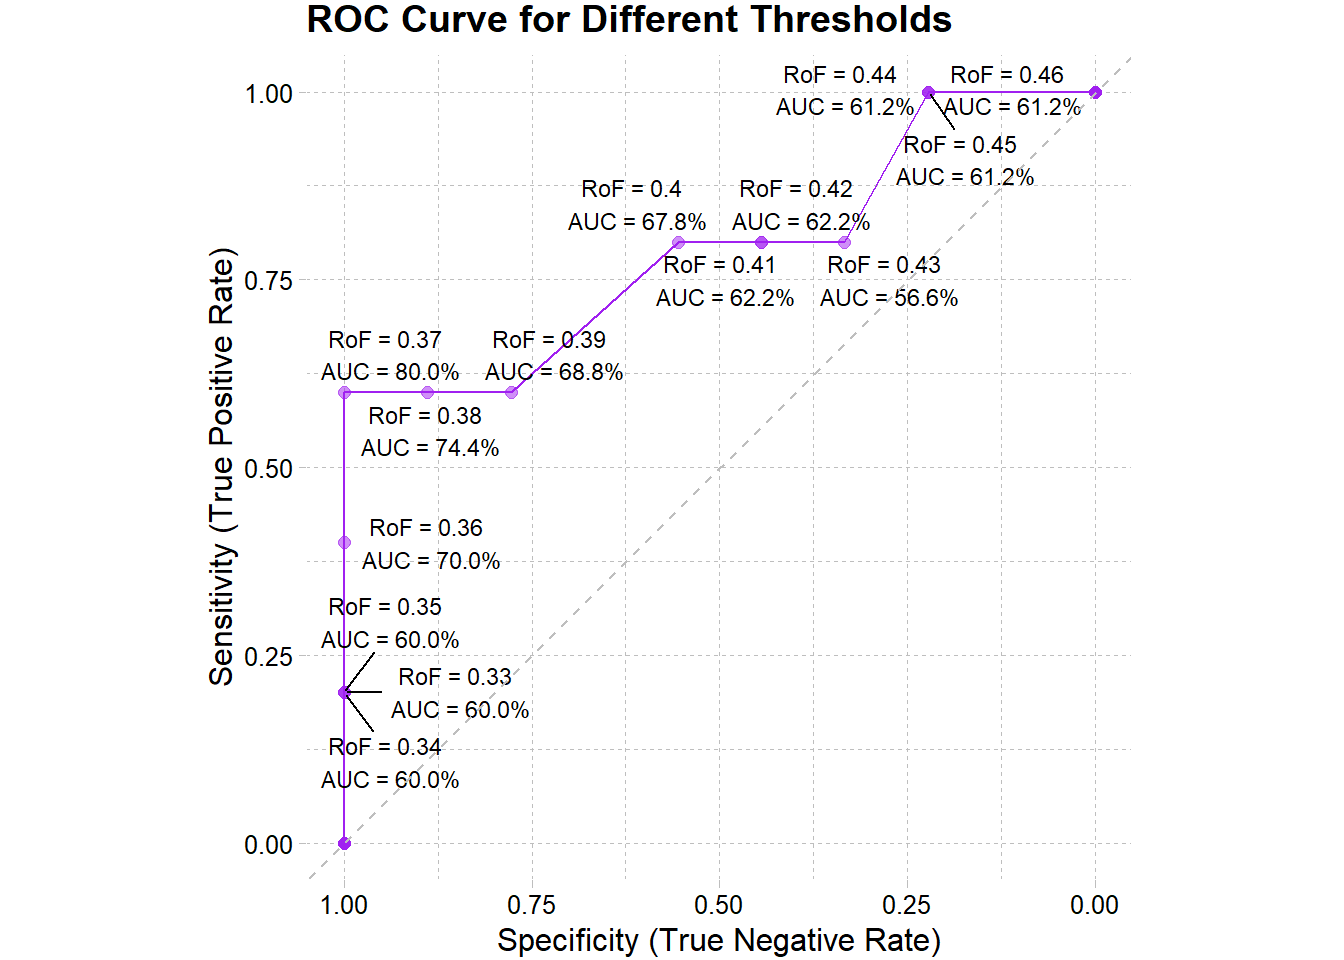 ROC Curve for Different Thresholds
RoF = 0.44
AUC = 61.2%
RoF = 0.46
AUC = 61.2%
RoF = 0.45
AUC = 61.2%
RoF = 0.4
AUC = 67.8%
RoF = 0.42
AUC = 62.2%
RoF = 0.41
AUC = 62.2%
RoF = 0.43
AUC = 56.6%
RoF = 0.37
AUC = 80.0%
RoF = 0.39
AUC = 68.8%
RoF = 0.38
AUC = 74.4%
RoF = 0.36
AUC = 70.0%
RoF = 0.35
AUC = 60.0%
RoF = 0.33
AUC = 60.0%
RoF = 0.34
AUC = 60.0%
Sensitivity (True Positive Rate)
1.00
0.75
0.50
0.25
0.00
1.00
0.75
0.50
0.25
0.00
Specificity (True Negative Rate)